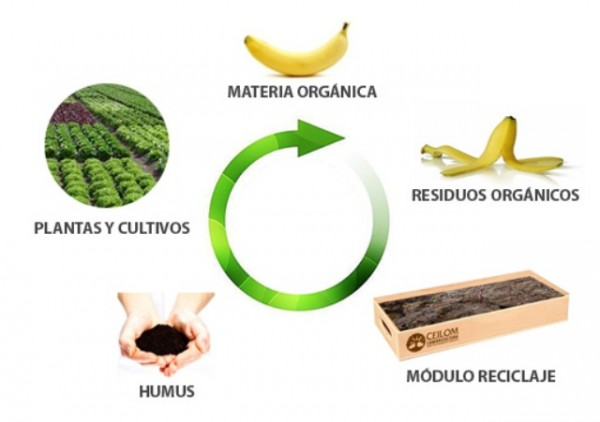 MATERIA ORGÁNICA
RESIDUOS ORGÁNICOS
PLANTAS Y CULTIVOS
CEILOM
MÓDULO RECICLAJE
HUMUS